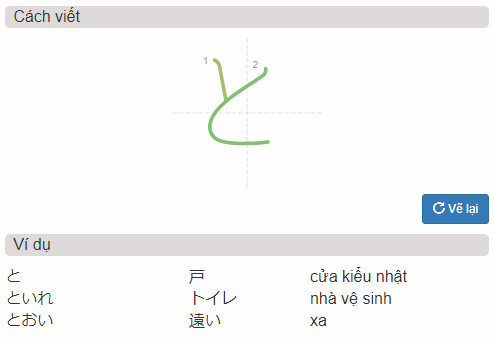 Cách viết
1 2
と
Vẽ lại
Ví dụ
と 戸 cửa kiểu nhật
といれ トイレ nhà vệ sinh
とおい 遠い xa